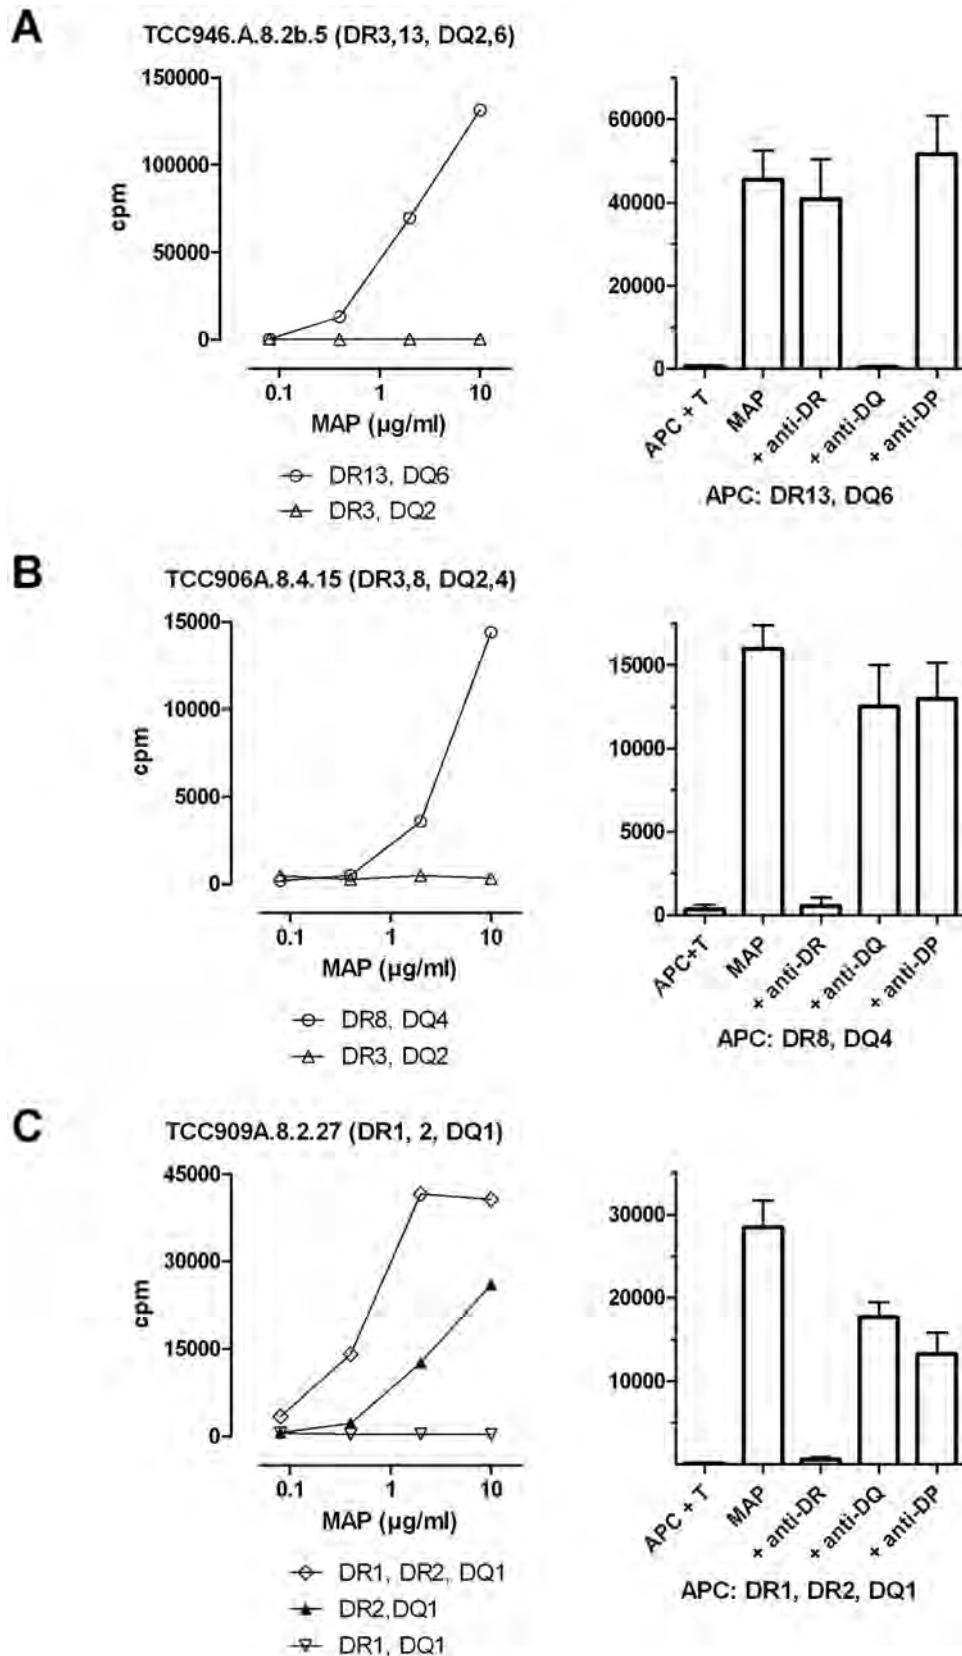 A
TCC946.A.8.2b.5 (DR3,13, DQ2,6)
150000
100000
50000
0
cpm
0.1 1 10
MAP (µg/ml)
DR13, DQ6
DR3, DQ2
60000
40000
20000
0
APC + T
MAP
+ anti-DR
+ anti-DQ
+ anti-DP
APC: DR13, DQ6
B
TCC906A.8.4.15 (DR3,8, DQ2,4)
15000
10000
5000
0
cpm
0.1 1 10
MAP (µg/ml)
DR8, DQ4
DR3, DQ2
15000
10000
5000
0
APC+T
MAP
+ anti-DR
+ anti-DQ
+ anti-DP
APC: DR8, DQ4
C
TCC909A.8.2.27 (DR1, 2, DQ1)
45000
30000
15000
0
cpm
0.1 1 10
MAP (µg/ml)
DR1, DR2, DQ1
DR2,DQ1
DR1, DQ1
30000
20000
10000
APC + T
MAP
+ anti-DR
+ anti-DQ
+ anti-DP
APC: DR1, DR2, DQ1